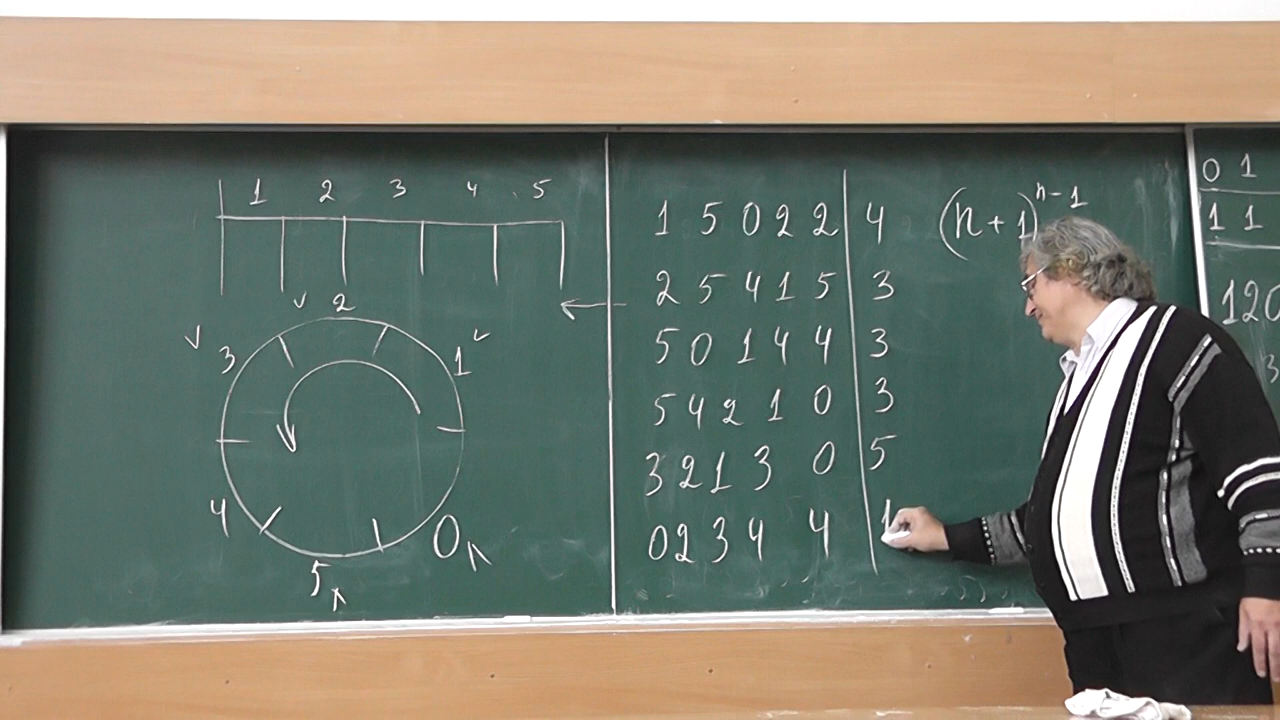 1 2 3 4 5
2
3 1
4 0
5
1 5 0 2 2 4
2 5 4 1 5 3
5 0 1 4 4 3
5 4 2 1 0 3
3 2 1 3 0 5
0 2 3 4 4 1
(n+1)^{n-1}
0 1
1 1
120
3